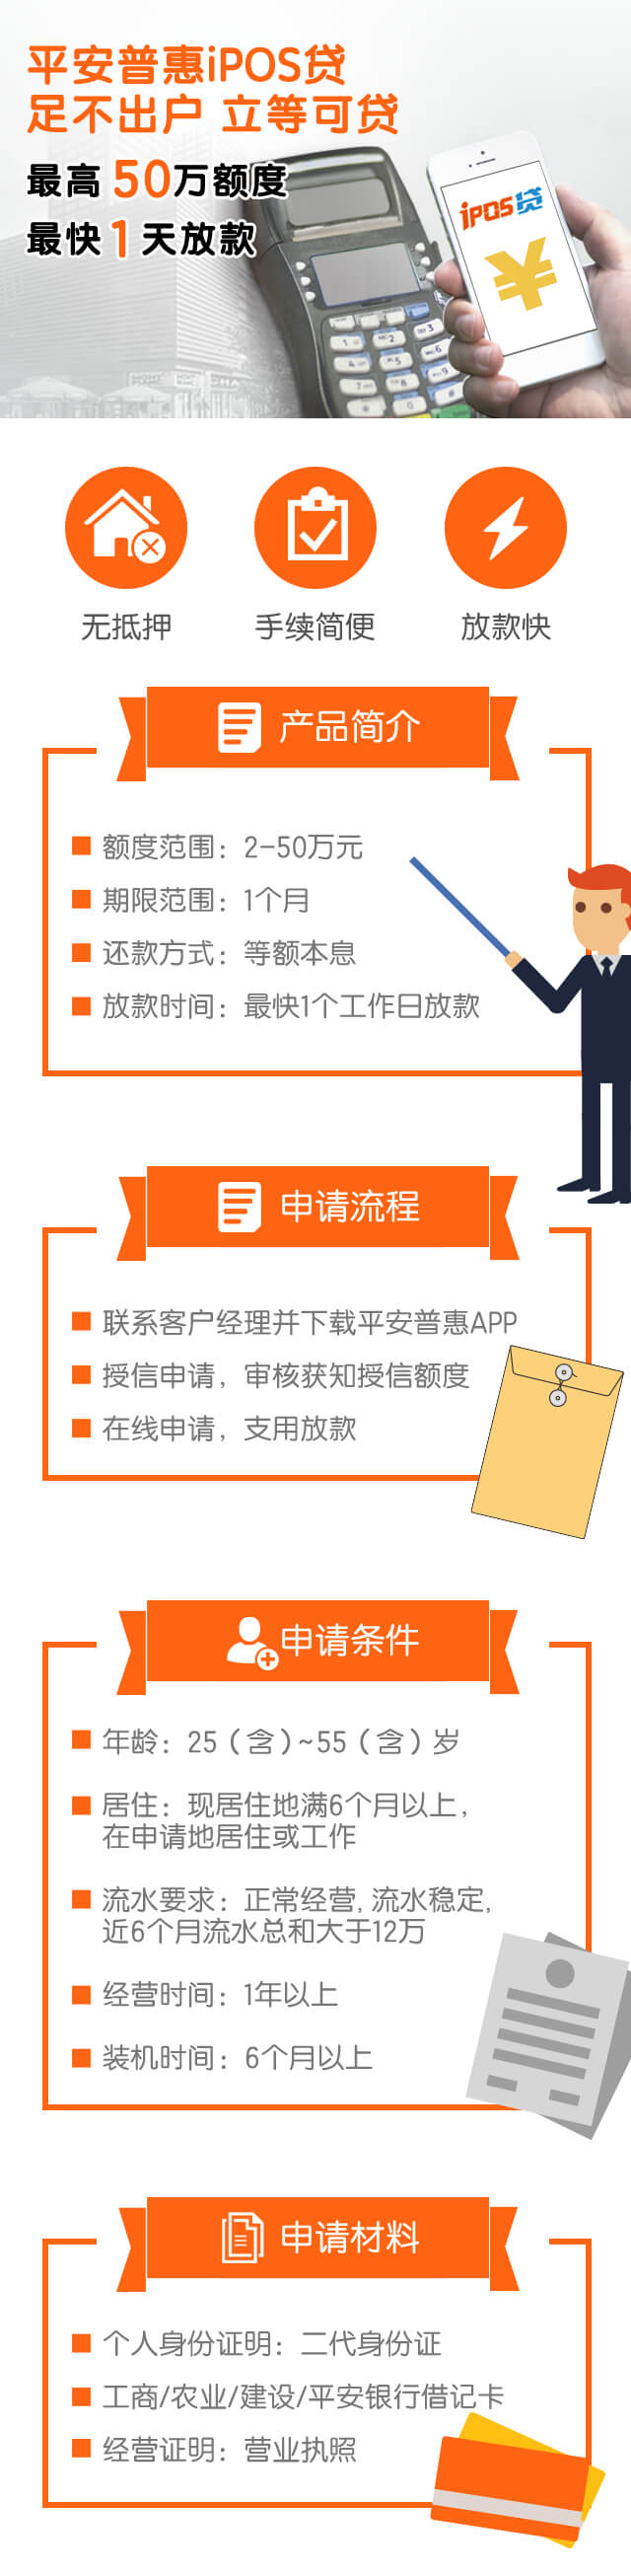 平安普惠iPOS贷
足不出户 立等可贷
最高50万额度
最快1天放款
iPOS贷
¥
1
2
3
4
5
6
7
8
9
0
#
无抵押
手续简便
放款快
产品简介
额度范围：2-50万元
期限范围：1个月
还款方式：等额本息
放款时间：最快1个工作日放款
申请流程
联系客户经理并下载平安普惠APP
授信申请，审核获知授信额度
在线申请，支用放款
申请条件
年龄：25（含）~55（含）岁
居住：现居住地满6个月以上，
在申请地居住或工作
流水要求：正常经营, 流水稳定,
近6个月流水总和大于12万
经营时间：1年以上
装机时间：6个月以上
申请材料
个人身份证明：二代身份证
工商/农业/建设/平安银行借记卡
经营证明：营业执照